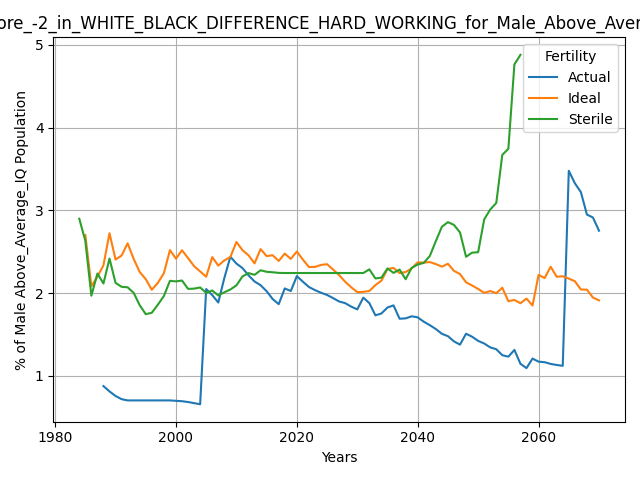 ore_-2_in_WHITE_BLACK_DIFFERENCE_HARD_WORKING_for_Male_Above_Aver
Fertility
Actual
Ideal
Sterile
% of Male Above_Average_IQ Population
5
4
3
2
1
1980
2000
2020
2040
2060
Years